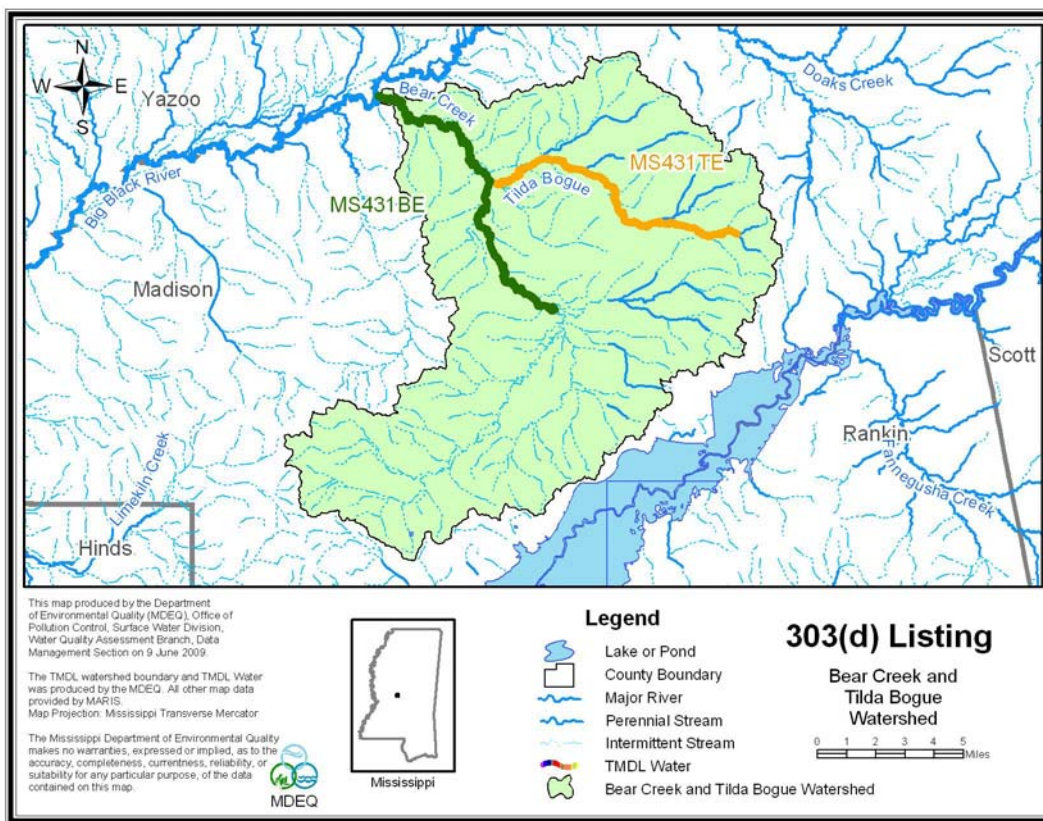 N
W E
S
Yazoo
Bear Creek
Doaks Creek
MS431TE
Tilda Bogue
MS431BE
Big Black River
Madison
Scott
Rankin
Fannegusha Creek
Limekiln Creek
Hinds
This map produced by the Department
of Environmental Quality (MDEQ), Office of
Pollution Control, Surface Water Division,
Water Quality Assessment Branch, Data
Management Section on 9 June 2009.
The TMDL watershed boundary and TMDL Water
was produced by the MDEQ. All other map data
provided by MARIS.
Map Projection: Mississippi Transverse Mercator
The Mississippi Department of Environmental Quality
makes no warranties, expressed or implied, as to the
accuracy, completeness, currentness, reliability, or
suitability for any particular purpose, of the data
contained on this map.
MDEQ
Mississippi
Legend
Lake or Pond
County Boundary
Major River
Perennial Stream
Intermittent Stream
TMDL Water
Bear Creek and Tilda Bogue Watershed
303(d) Listing
Bear Creek and
Tilda Bogue
Watershed
0 1 2 3 4 5
Miles